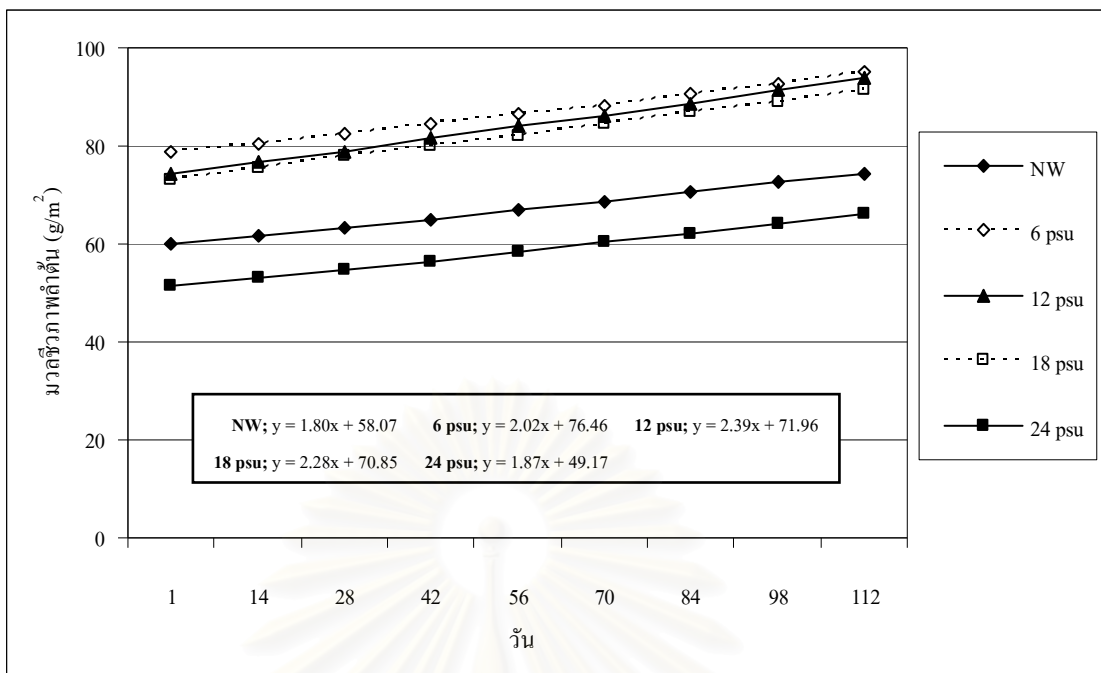 100
80
60
40
20
0
มวลชีวภาพลำต้น (g/m²)
1 14 28 42 56 70 84 98 112
วัน
NW; y = 1.80x + 58.07 6 psu; y = 2.02x + 76.46 12 psu; y = 2.39x + 71.96
18 psu; y = 2.28x + 70.85 24 psu; y = 1.87x + 49.17
NW
6 psu
12 psu
18 psu
24 psu